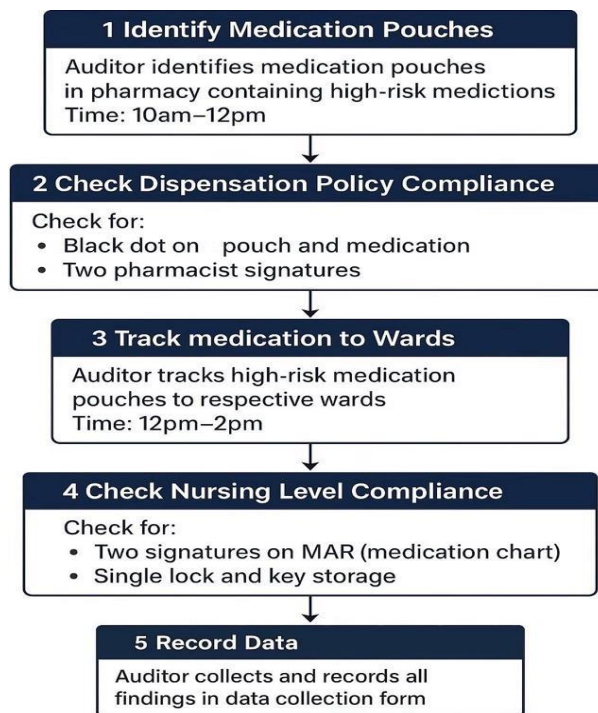 1 Identify Medication Pouches
Auditor identifies medication pouches
in pharmacy containing high-risk medictions
Time: 10am–12pm
2 Check Dispensation Policy Compliance
Check for:
• Black dot on pouch and medication
• Two pharmacist signatures
3 Track medication to Wards
Auditor tracks high-risk medication
pouches to respective wards
Time: 12pm–2pm
4 Check Nursing Level Compliance
Check for:
• Two signatures on MAR (medication chart)
• Single lock and key storage
5 Record Data
Auditor collects and records all
findings in data collection form